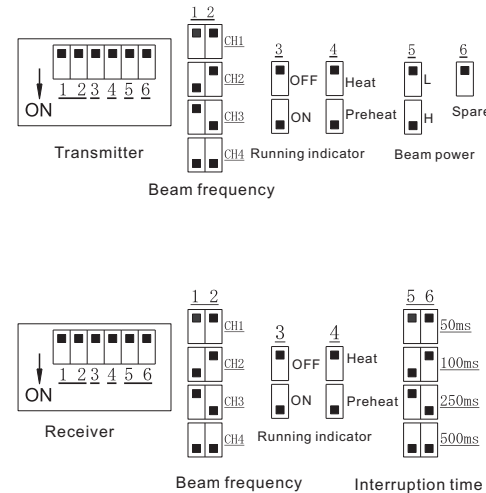 1 2
CH1
3 4 5 6
CH2 OFF Heat L
1 2 3 4 5 6
ON CH3 ON Preheat H Spare
Transmitter CH4 Running indicator Beam power
Beam frequency
1 2 5 6
CH1 3 4 50ms
CH2 OFF Heat 100ms
1 2 3 4 5 6
ON CH3 ON Preheat 250ms
Receiver CH4 Running indicator 500ms
Beam frequency Interruption time